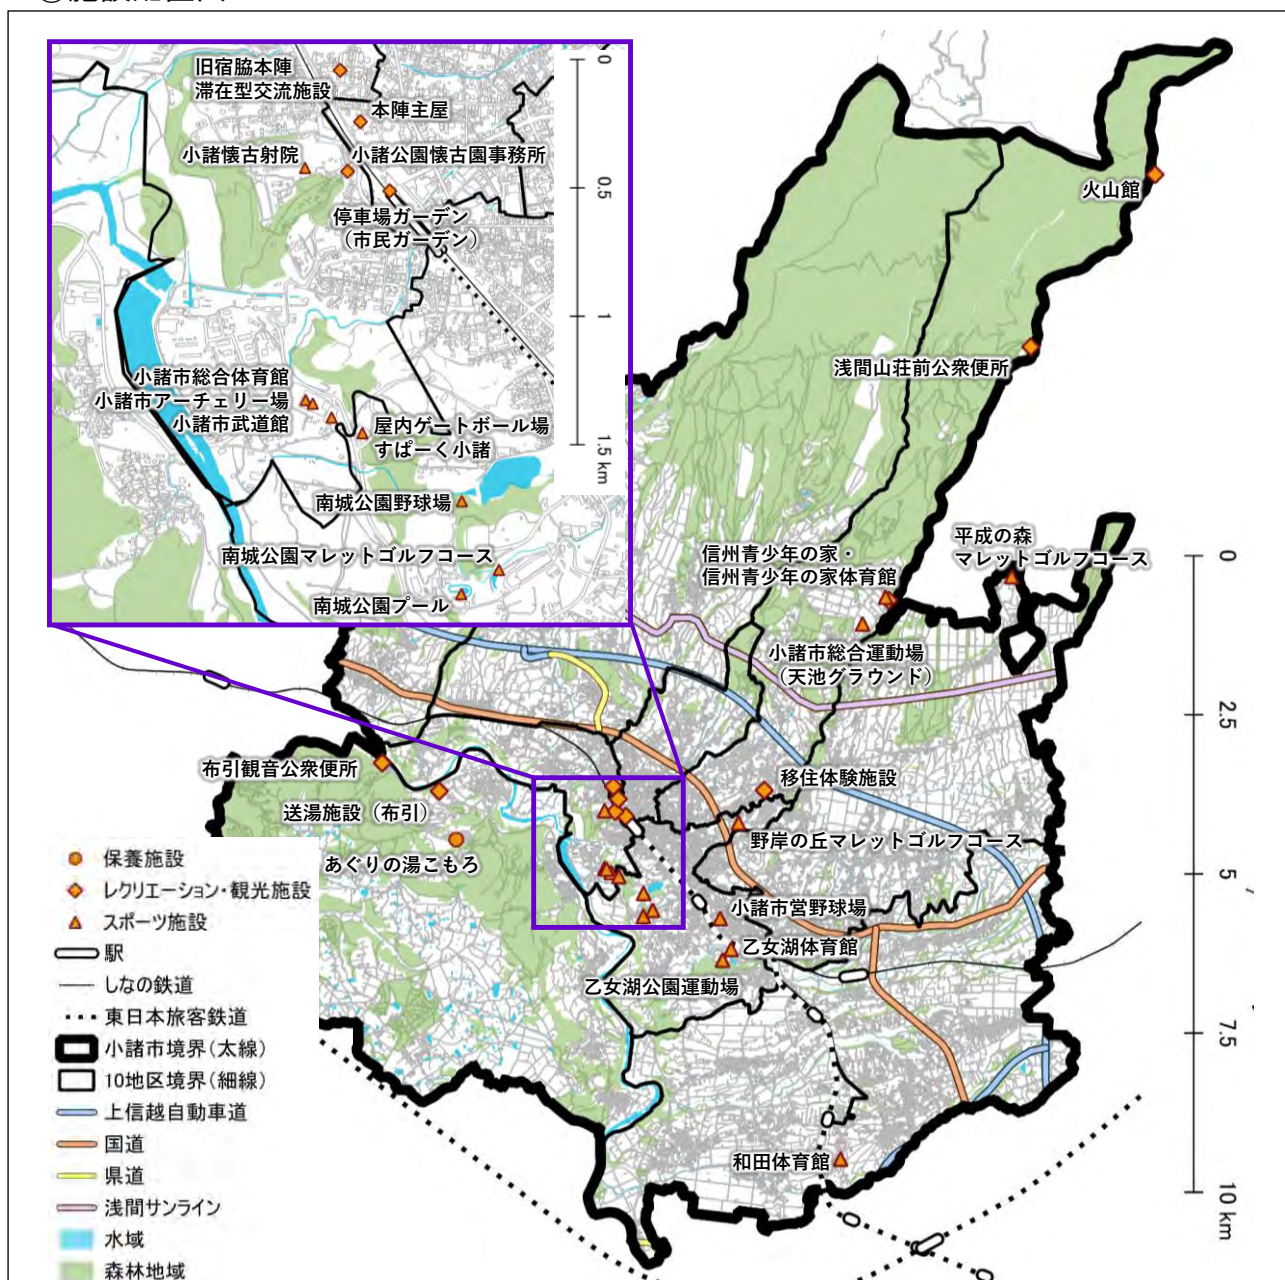 旧宿脇本陣
滞在型交流施設
本陣主屋
小諸懐古射院
小諸公園懐古園事務所
停車場ガーデン
（市民ガーデン）
小諸市総合体育館
小諸市アーチェリー場
小諸市武道館
屋内ゲートボール場
すぱーく小諸
南城公園野球場
南城公園マレットゴルフコース
南城公園プール
0
0.5
1
1.5 km
火山館
浅間山荘前公衆便所
平成の森
マレットゴルフコース
信州青少年の家・
信州青少年の家体育館
小諸市総合運動場
（天池グラウンド）
布引観音公衆便所
送湯施設（布引）
あぐりの湯こもろ
移住体験施設
野岸の丘マレットゴルフコース
小諸市営野球場
乙女湖体育館
乙女湖公園運動場
和田体育館
0
2.5
5
7.5
10 km
保養施設
レクリエーション・観光施設
スポーツ施設
駅
しなの鉄道
東日本旅客鉄道
小諸市境界（太線）
10地区境界（細線）
上信越自動車道
国道
県道
浅間サンライン
水域
森林地域